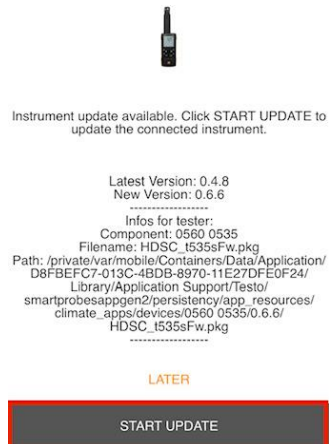 Instrument update available. Click START UPDATE to
update the connected instrument.
Latest Version: 0.4.8
New Version: 0.6.6
------------------
Infos for tester:
Component: 0560 0535
Filename: HDSC_t535sFw.pkg
Path: /private/var/mobile/Containers/Data/Application/
D8FBEFC7-013C-4BDB-8970-11E27DFE0F24/
Library/Application Support/Testo/
smartprobesappgen2/persistency/app_resources/
climate_apps/devices/0560 0535/0.6.6/
HDSC_t535sFw.pkg
------------------
LATER
START UPDATE